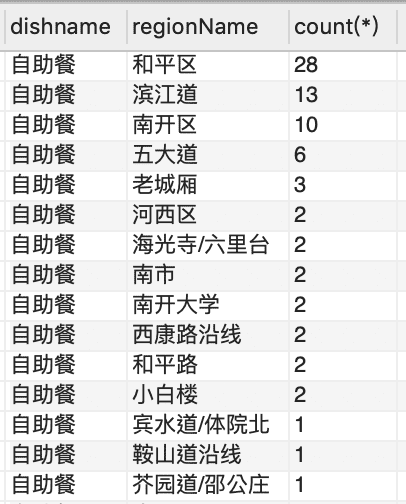 dishname regionName count(*)
自助餐 和平区 28
自助餐 滨江道 13
自助餐 南开区 10
自助餐 五大道 6
自助餐 老城厢 3
自助餐 河西区 2
自助餐 海光寺/六里台 2
自助餐 南市 2
自助餐 南开大学 2
自助餐 西康路沿线 2
自助餐 和平路 2
自助餐 小白楼 2
自助餐 宾水道/体院北 1
自助餐 鞍山道沿线 1
自助餐 芥园道/邵公庄 1